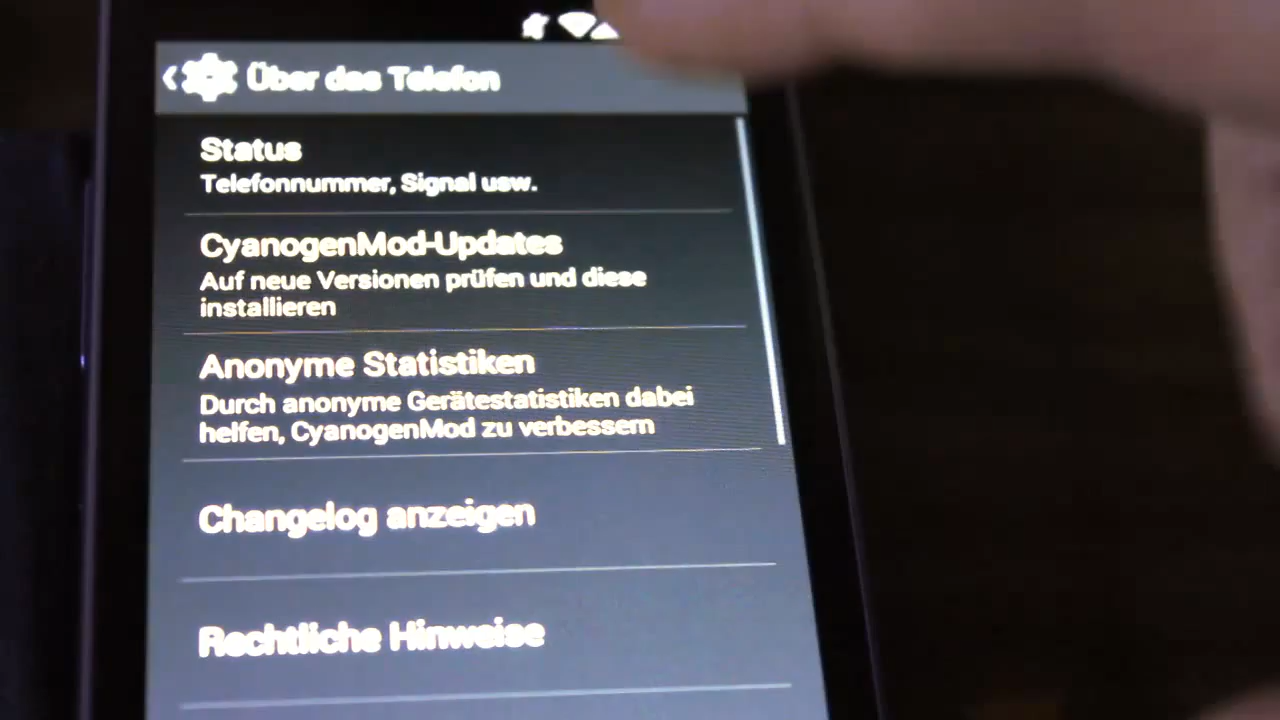 Über das Telefon
Status
Telefonnummer, Signal usw.
CyanogenMod-Updates
Auf neue Versionen prüfen und diese
installieren
Anonyme Statistiken
Durch anonyme Gerätestatistiken dabei
helfen, CyanogenMod zu verbessern
Changelog anzeigen
Rechtliche Hinweise